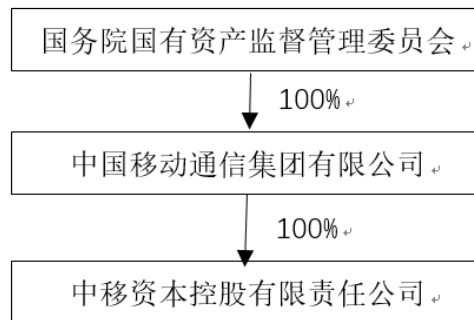 国务院国有资产监督管理委员会
100%
中国移动通信集团有限公司
100%
中移资本控股有限责任公司